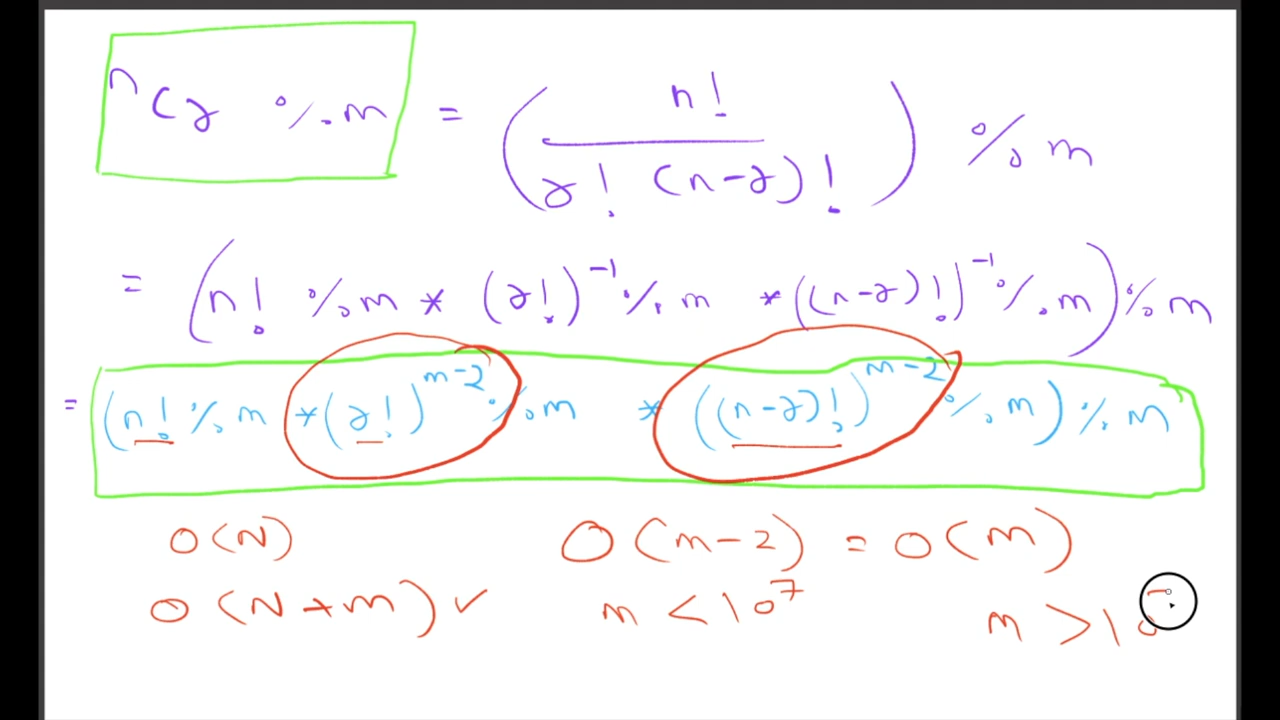 nCr % m = ( n! / r! (n-r)! ) % m
= ( n! % m * (r!)^-1 % m * ((n-r)!)^-1 % m ) % m
= ( n! % m * (r!)^m-2 % m * ((n-r)!)^m-2 % m ) % m
O(N) O(m-2) = O(m)
O(N+m) ✓ m < 10^7 m > 10